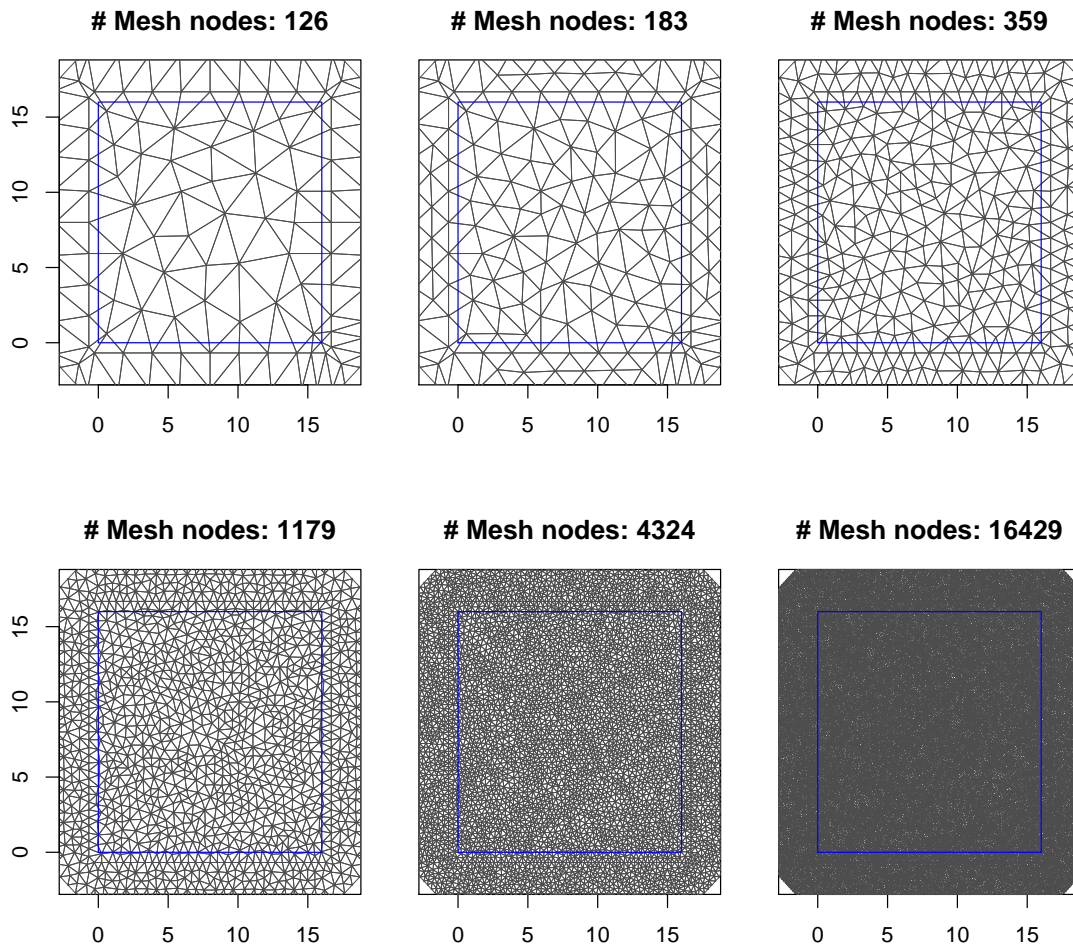 # Mesh nodes: 126
# Mesh nodes: 183
# Mesh nodes: 359
15
10
5
0
0 5 10 15
0 5 10 15
0 5 10 15
# Mesh nodes: 1179
# Mesh nodes: 4324
# Mesh nodes: 16429
15
10
5
0
0 5 10 15
0 5 10 15
0 5 10 15